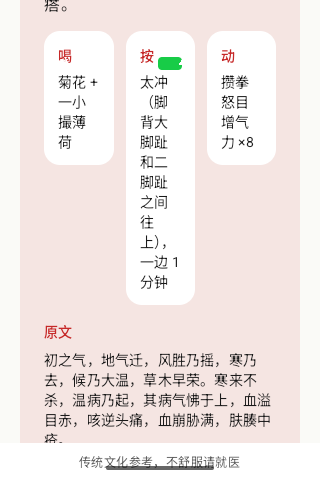 瘩。
喝
菊花 +
一小
撮薄
荷
按
太冲
（脚
背大
脚趾
和二
脚趾
之间
往
上），
一边 1
分钟
动
攒拳
怒目
增气
力 ×8
原文
初之气，地气迁，风胜乃摇，寒乃
去，候乃大温，草木早荣。寒来不
杀，温病乃起，其病气怫于上，血溢
目赤，咳逆头痛，血崩胁满，肤腠中
疮。
传统文化参考，不舒服请就医